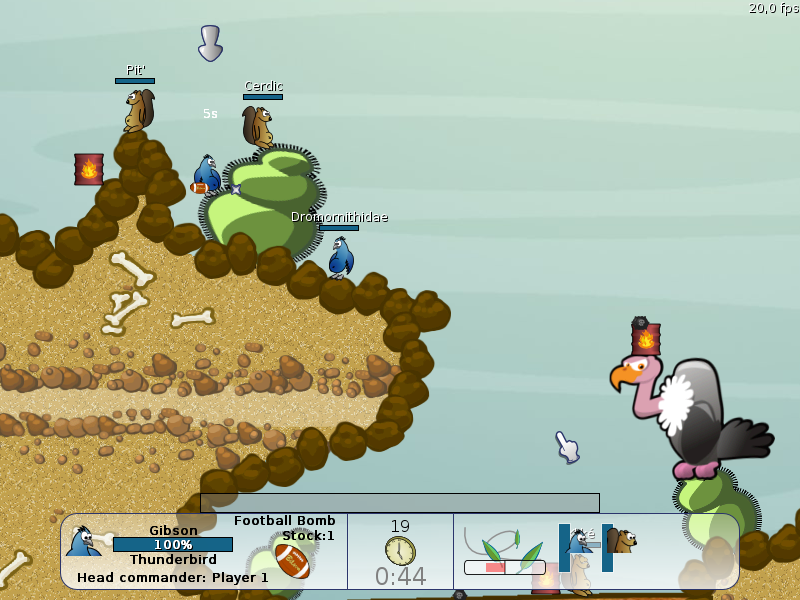 20,0 fps
Pit'
Cerdic
5s
Dromornithidae
Gibson
100%
Thunderbird
Head commander: Player 1
Football Bomb
Stock:1
19
0:44